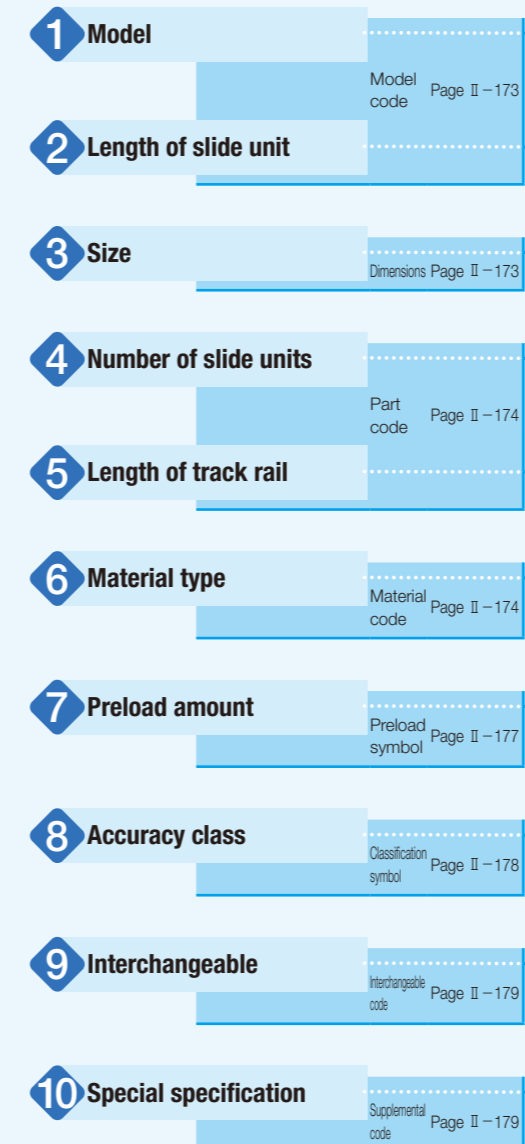 1 Model
Model code Page Ⅱ－173
2 Length of slide unit
3 Size
Dimensions Page Ⅱ－173
4 Number of slide units
Part code Page Ⅱ－174
5 Length of track rail
6 Material type
Material code Page Ⅱ－174
7 Preload amount
Preload symbol Page Ⅱ－177
8 Accuracy class
Classification symbol Page Ⅱ－178
9 Interchangeable
Interchangeable code Page Ⅱ－179
10 Special specification
Supplemental code Page Ⅱ－179